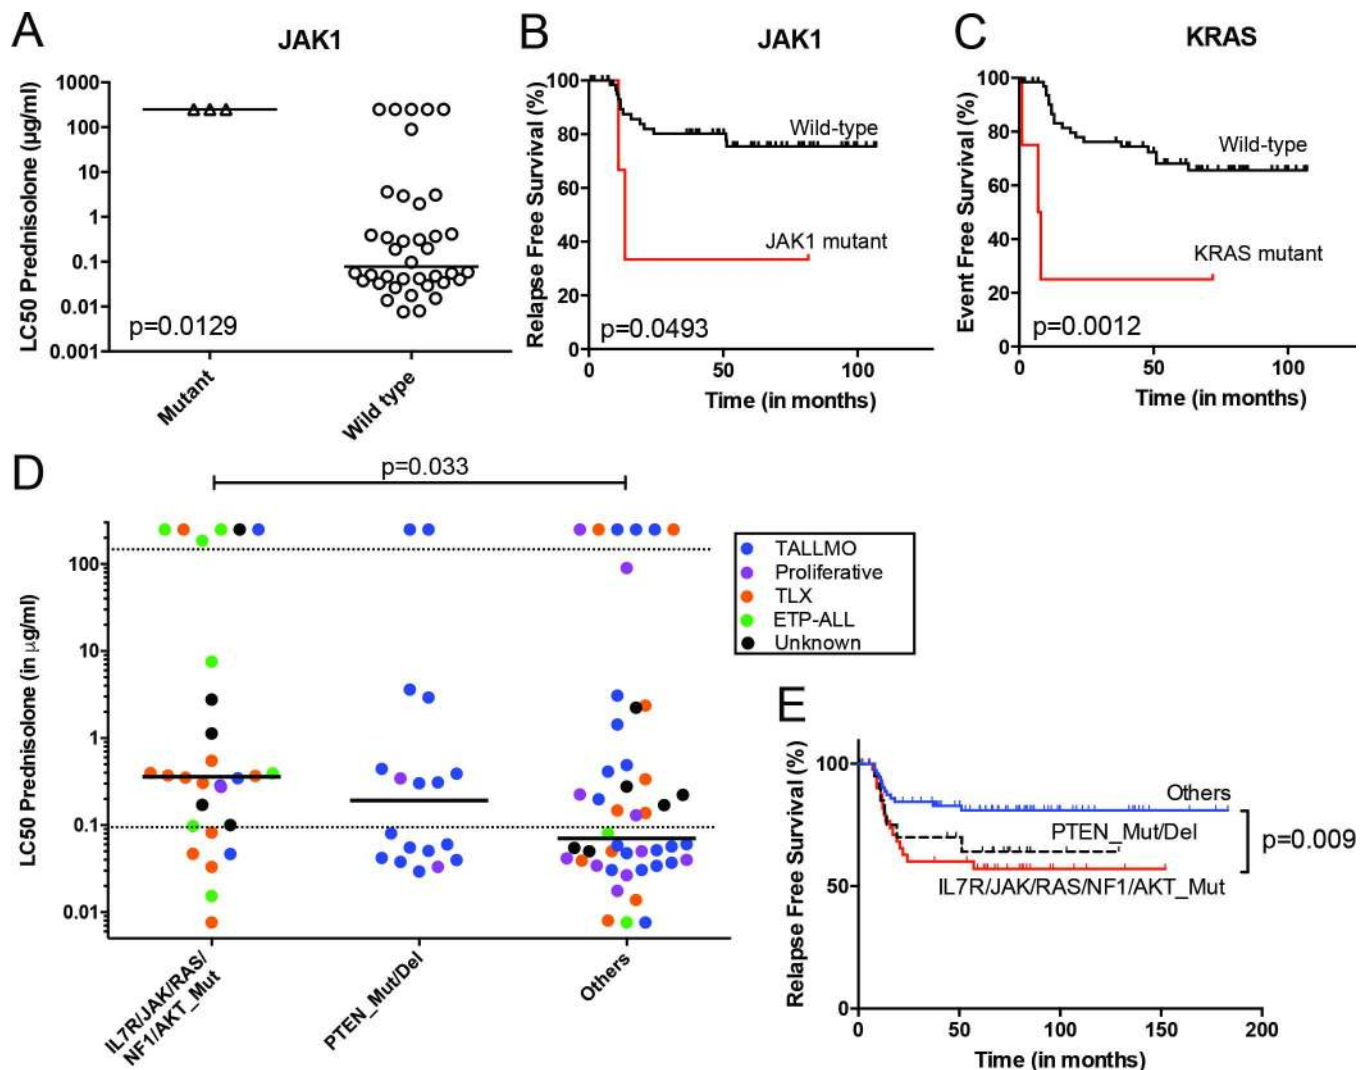 A
JAK1
LC50 Prednisolone (µg/ml)
1000
100
10
1
0.1
0.01
0.001
p=0.0129
Mutant
Wild type
B
JAK1
Relapse Free Survival (%)
100
80
60
40
20
0
Wild-type
JAK1 mutant
p=0.0493
0
50
100
Time (in months)
C
KRAS
Event Free Survival (%)
100
80
60
40
20
0
Wild-type
KRAS mutant
p=0.0012
0
50
100
Time (in months)
D
p=0.033
LC50 Prednisolone (in µg/ml)
100
10
1
0.1
0.01
IL7R/JAK/RAS/
NF1/AKT_Mut
PTEN_Mut/Del
Others
TALLMO
Proliferative
TLX
ETP-ALL
Unknown
E
Relapse Free Survival (%)
100
50
0
Others
PTEN_Mut/Del
IL7R/JAK/RAS/NF1/AKT_Mut
p=0.009
0
50
100
150
200
Time (in months)